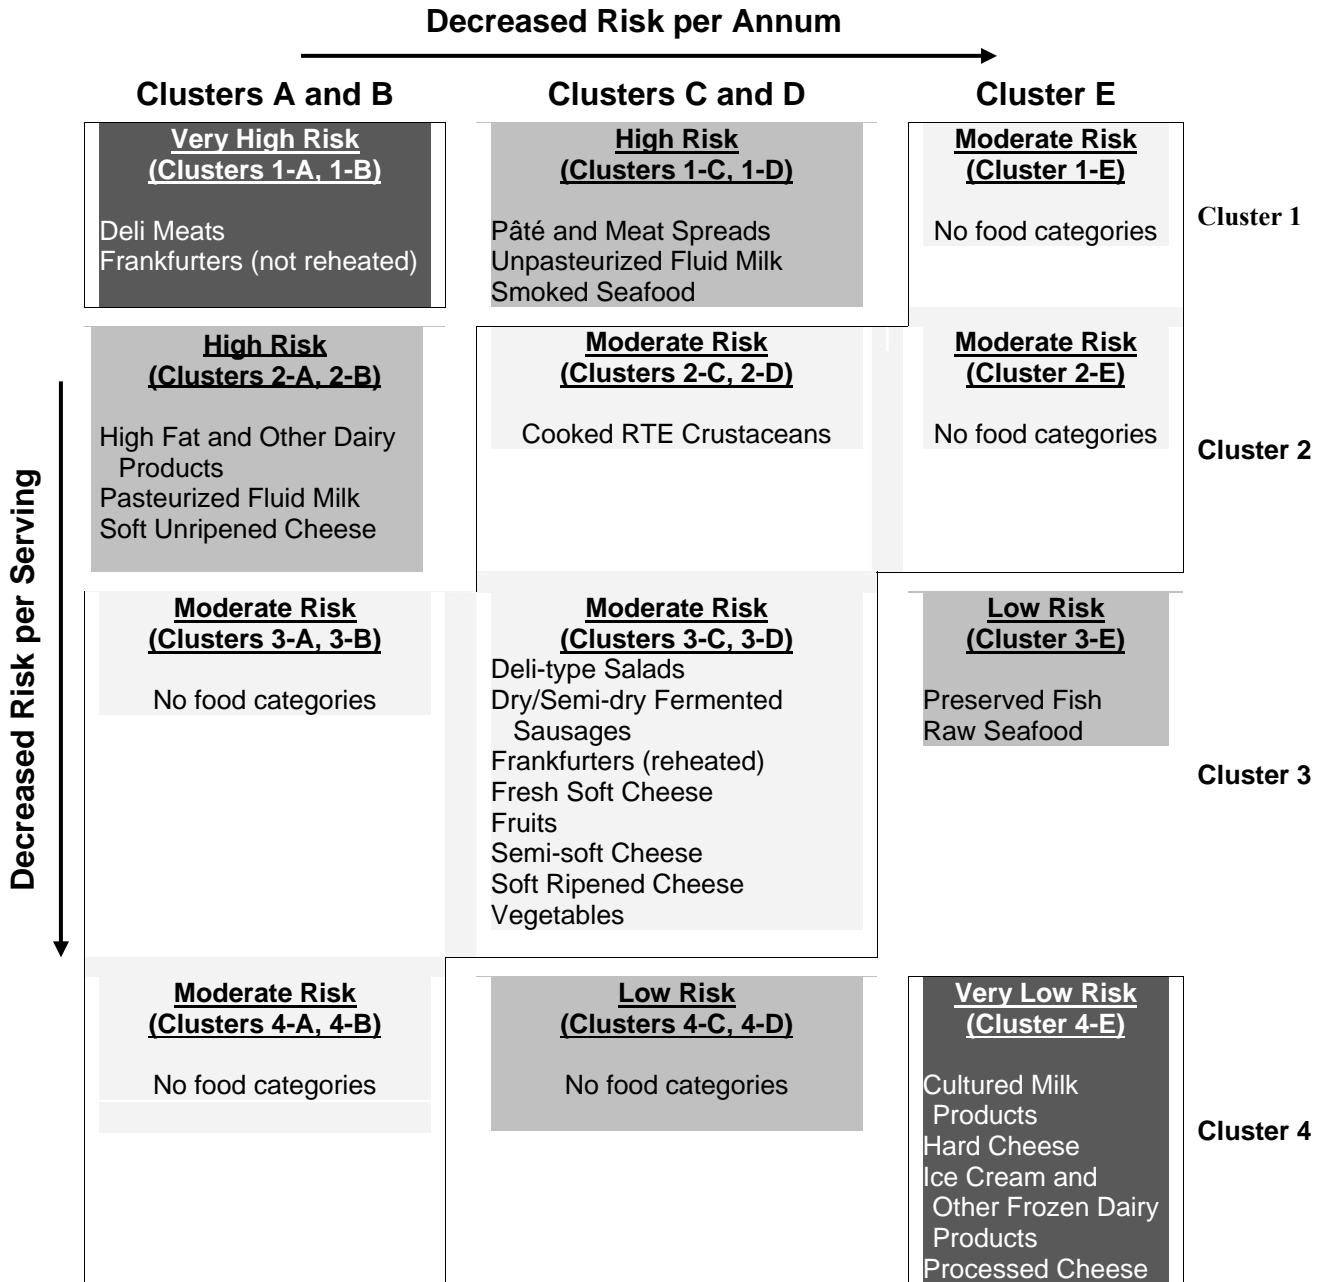 Decreased Risk per Annum
Clusters A and B
Clusters C and D
Cluster E
Very High Risk
(Clusters 1-A, 1-B)
Deli Meats
Frankfurters (not reheated)
High Risk
(Clusters 1-C, 1-D)
Pâté and Meat Spreads
Unpasteurized Fluid Milk
Smoked Seafood
Moderate Risk
(Cluster 1-E)
No food categories
Cluster 1
Decreased Risk per Serving
High Risk
(Clusters 2-A, 2-B)
High Fat and Other Dairy
Products
Pasteurized Fluid Milk
Soft Unripened Cheese
Moderate Risk
(Clusters 2-C, 2-D)
Cooked RTE Crustaceans
Moderate Risk
(Cluster 2-E)
No food categories
Cluster 2
Moderate Risk
(Clusters 3-A, 3-B)
No food categories
Moderate Risk
(Clusters 3-C, 3-D)
Deli-type Salads
Dry/Semi-dry Fermented
Sausages
Frankfurters (reheated)
Fresh Soft Cheese
Fruits
Semi-soft Cheese
Soft Ripened Cheese
Vegetables
Low Risk
(Cluster 3-E)
Preserved Fish
Raw Seafood
Cluster 3
Moderate Risk
(Clusters 4-A, 4-B)
No food categories
Low Risk
(Clusters 4-C, 4-D)
No food categories
Very Low Risk
(Cluster 4-E)
Cultured Milk
Products
Hard Cheese
Ice Cream and
Other Frozen Dairy
Products
Processed Cheese
Cluster 4